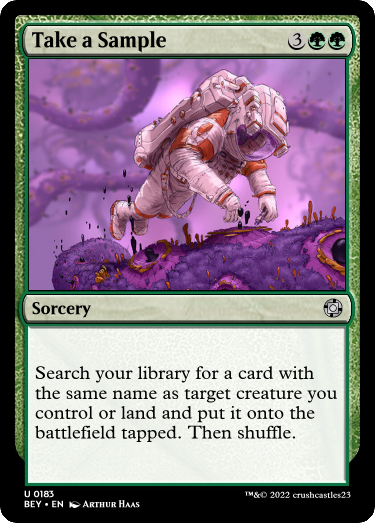 Take a Sample 3
Sorcery
Search your library for a card with
the same name as target creature you
control or land and put it onto the
battlefield tapped. Then shuffle.
U 0183
BEY • EN Arthur Haas
™&© 2022 crushcastles23